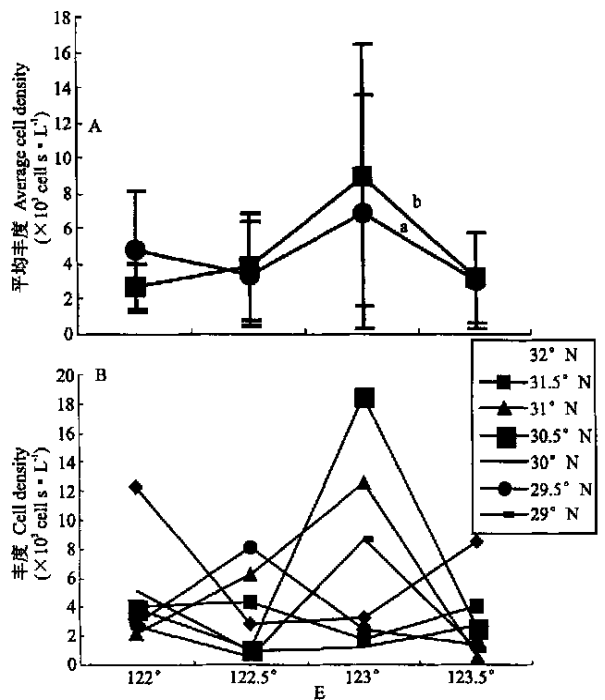 A
平均丰度 Average cell density
(×10³ cell s • L⁻¹)
18
16
14
12
10
8
6
4
2
0
b
a
B
丰度 Cell density
(×10³ cell s • L⁻¹)
20
18
16
14
12
10
8
6
4
2
0
122°
122.5°
123°
123.5°
E
32° N
31.5° N
31° N
30.5° N
30° N
29.5° N
29° N